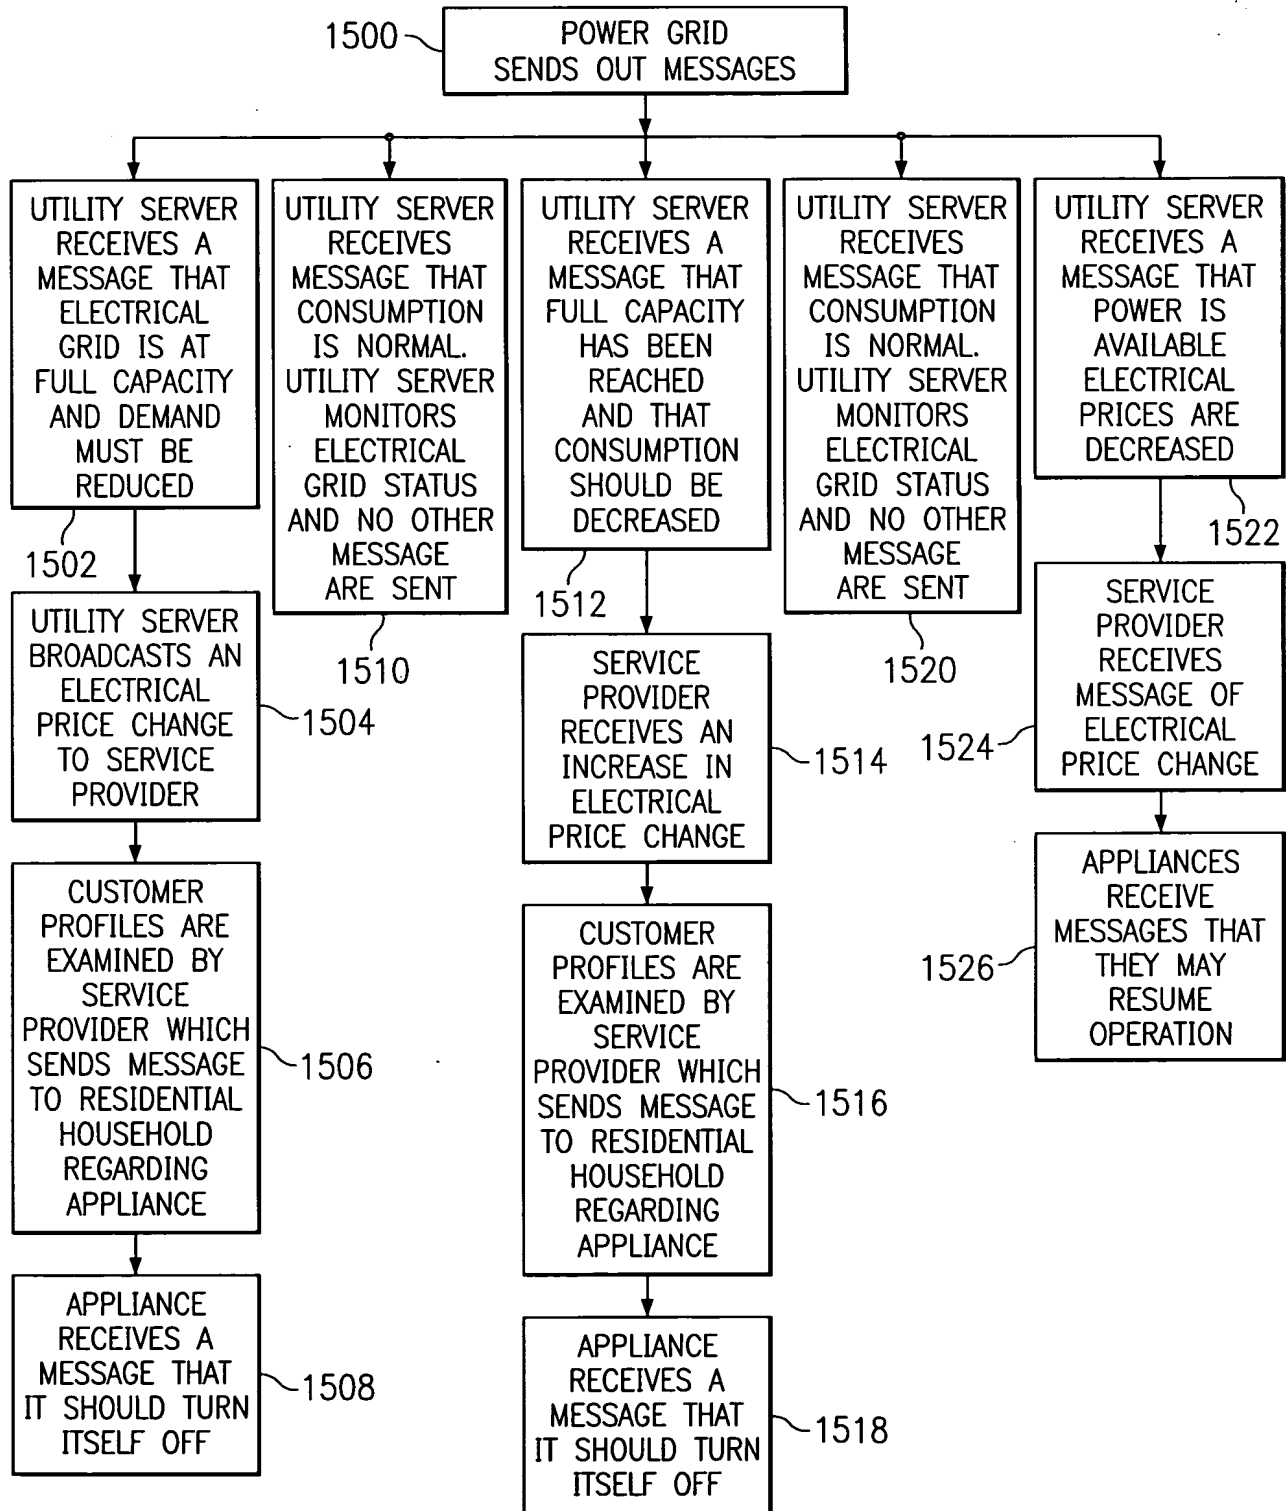 1500
POWER GRID
SENDS OUT MESSAGES
UTILITY SERVER
RECEIVES A
MESSAGE THAT
ELECTRICAL
GRID IS AT
FULL CAPACITY
AND DEMAND
MUST BE
REDUCED
1502
UTILITY SERVER
BROADCASTS AN
ELECTRICAL
PRICE CHANGE
TO SERVICE
PROVIDER
1504
CUSTOMER
PROFILES ARE
EXAMINED BY
SERVICE
PROVIDER WHICH
SENDS MESSAGE
TO RESIDENTIAL
HOUSEHOLD
REGARDING
APPLIANCE
1506
APPLIANCE
RECEIVES A
MESSAGE THAT
IT SHOULD TURN
ITSELF OFF
1508
UTILITY SERVER
RECEIVES
MESSAGE THAT
CONSUMPTION
IS NORMAL.
UTILITY SERVER
MONITORS
ELECTRICAL
GRID STATUS
AND NO OTHER
MESSAGE
ARE SENT
1510
UTILITY SERVER
RECEIVES A
MESSAGE THAT
FULL CAPACITY
HAS BEEN
REACHED
AND THAT
CONSUMPTION
SHOULD BE
DECREASED
1512
SERVICE
PROVIDER
RECEIVES AN
INCREASE IN
ELECTRICAL
PRICE CHANGE
1514
CUSTOMER
PROFILES ARE
EXAMINED BY
SERVICE
PROVIDER WHICH
SENDS MESSAGE
TO RESIDENTIAL
HOUSEHOLD
REGARDING
APPLIANCE
1516
APPLIANCE
RECEIVES A
MESSAGE THAT
IT SHOULD TURN
ITSELF OFF
1518
UTILITY SERVER
RECEIVES
MESSAGE THAT
CONSUMPTION
IS NORMAL.
UTILITY SERVER
MONITORS
ELECTRICAL
GRID STATUS
AND NO OTHER
MESSAGE
ARE SENT
1520
UTILITY SERVER
RECEIVES A
MESSAGE THAT
POWER IS
AVAILABLE
ELECTRICAL
PRICES ARE
DECREASED
1522
SERVICE
PROVIDER
RECEIVES
MESSAGE OF
ELECTRICAL
PRICE CHANGE
1524
APPLIANCES
RECEIVE
MESSAGES THAT
THEY MAY
RESUME
OPERATION
1526